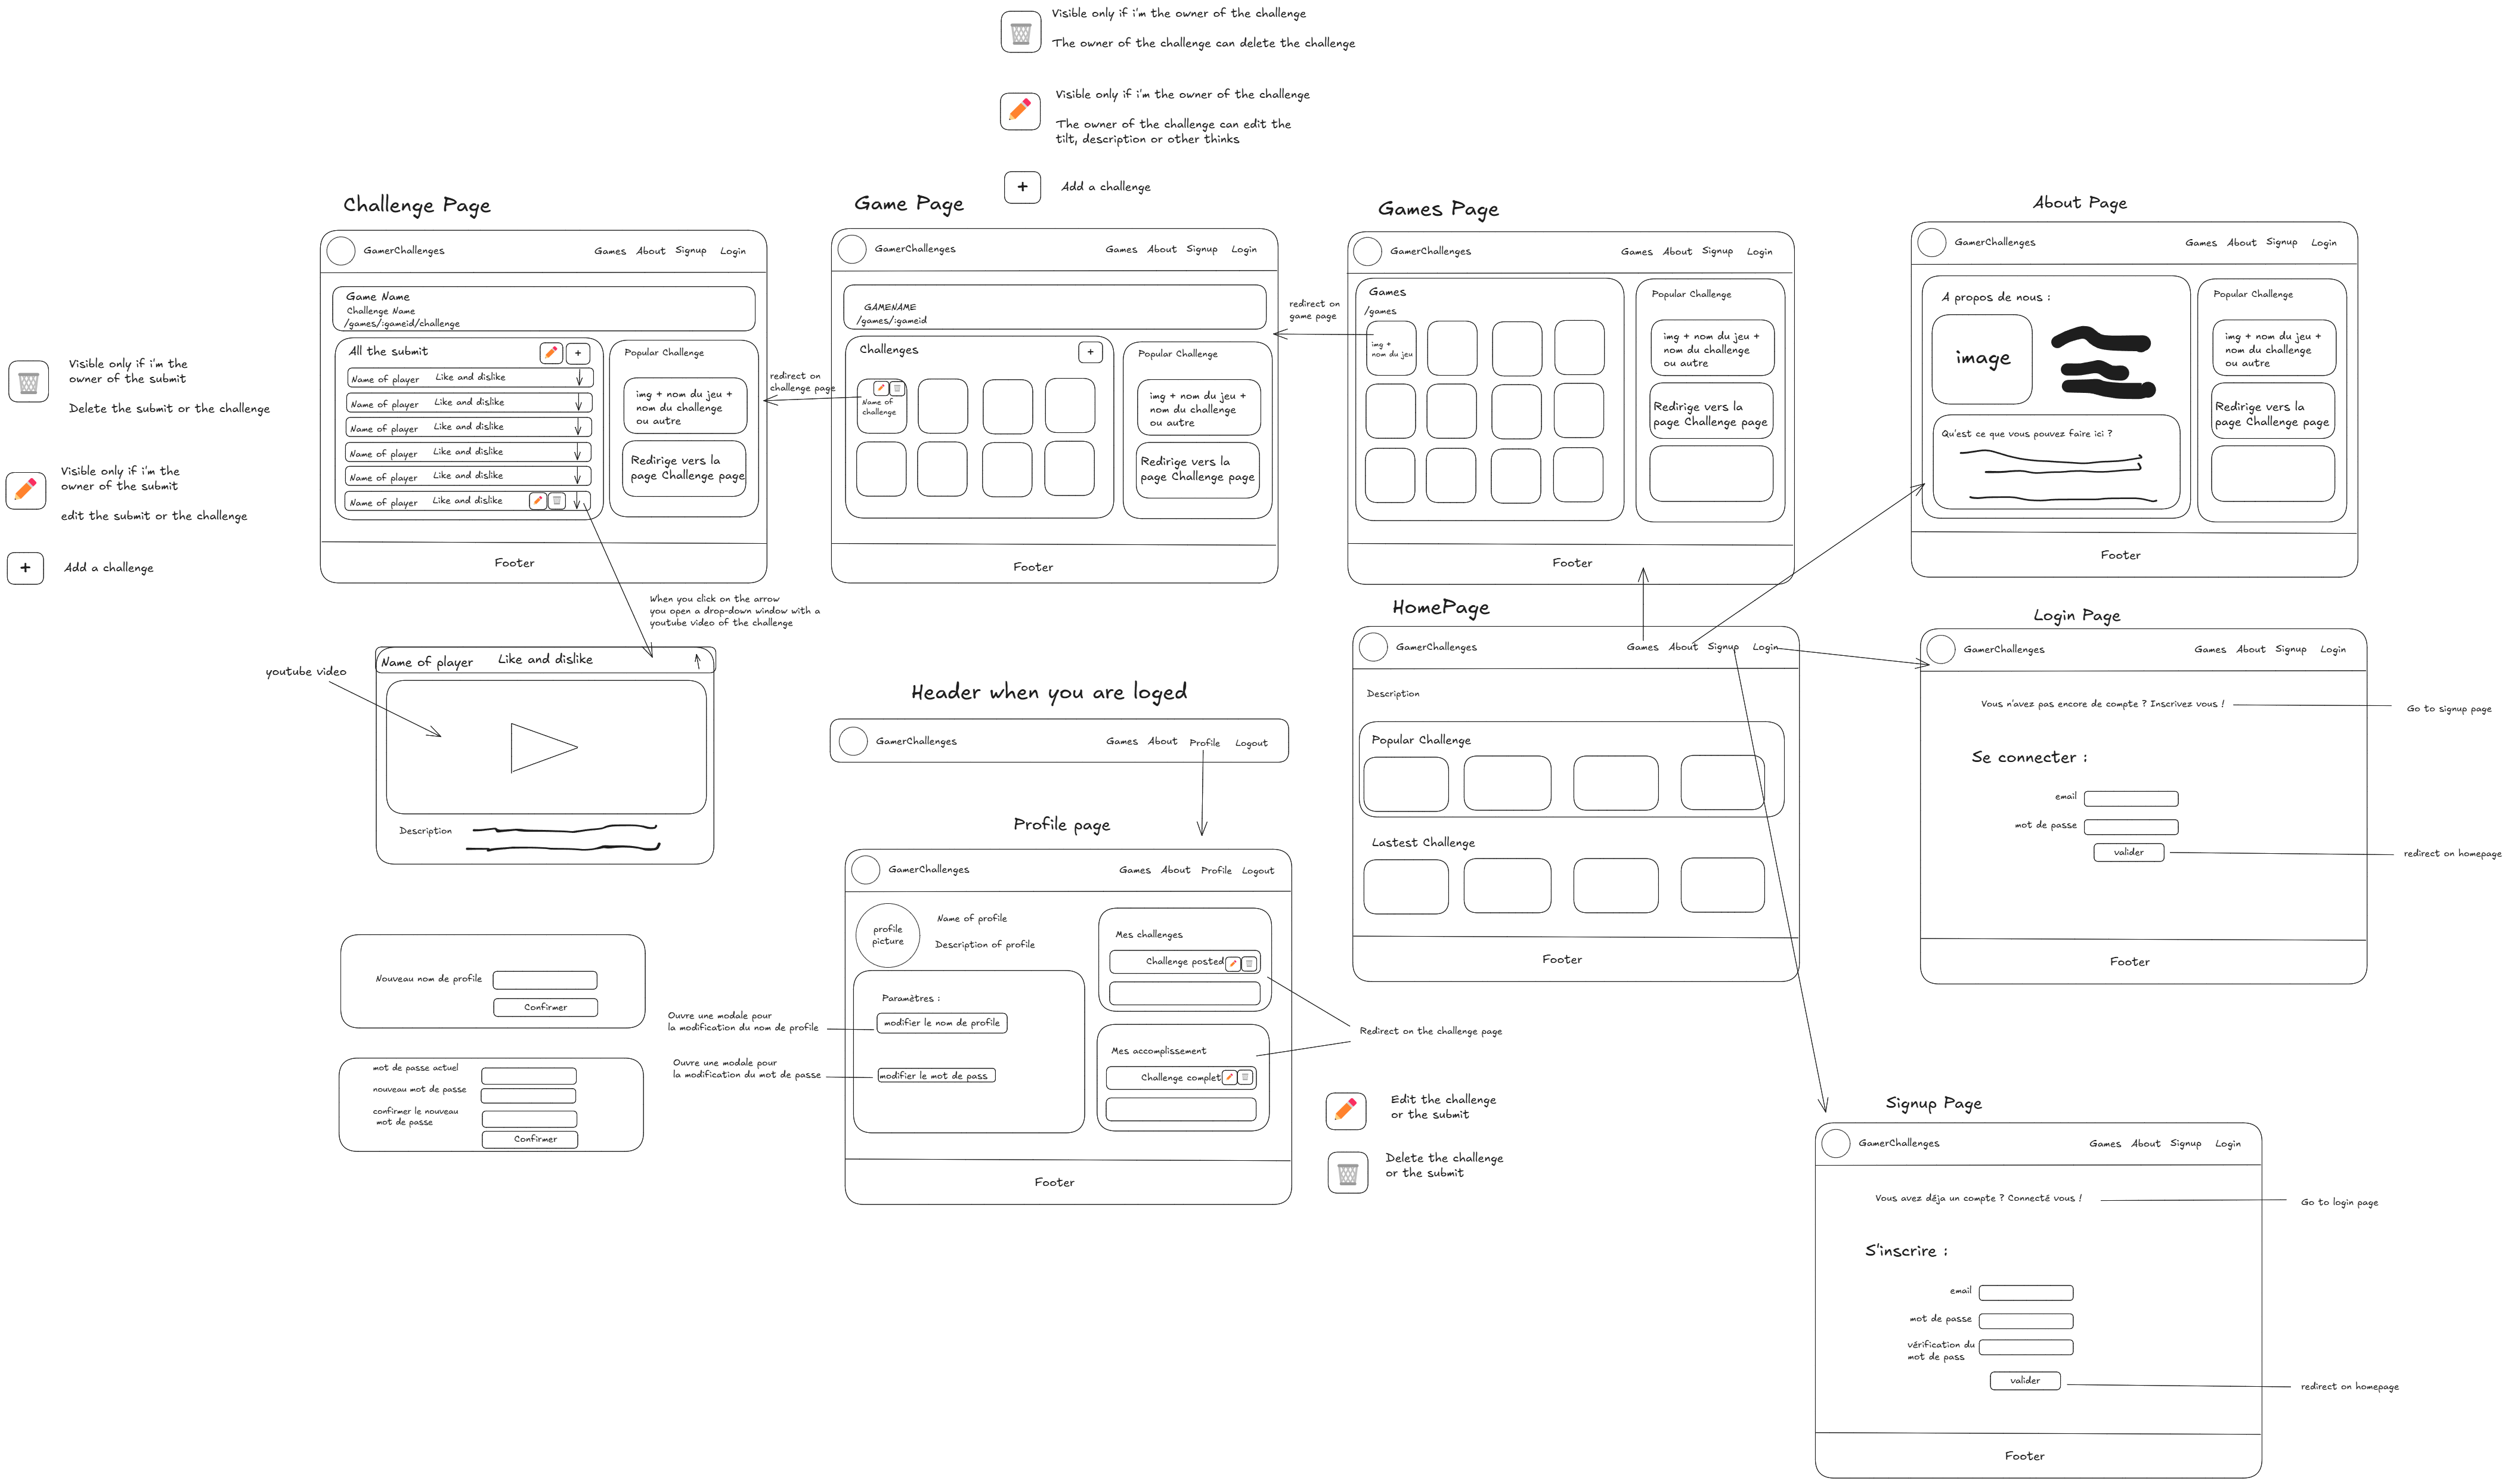 Visible only if i'm the owner of the challenge
The owner of the challenge can delete the challenge
Visible only if i'm the owner of the challenge
The owner of the challenge can edit the
tilt, description or other thinks
+
Add a challenge
Visible only if i'm the
owner of the submit
Delete the submit or the challenge
Visible only if i'm the
owner of the submit
edit the submit or the challenge
+
Add a challenge
Challenge Page
GamerChallenges
Games
About
Signup
Login
Game Name
Challenge Name
/games/:gameid/challenge
All the submit
+
Name of player
Like and dislike
Name of player
Like and dislike
Name of player
Like and dislike
Name of player
Like and dislike
Name of player
Like and dislike
Name of player
Like and dislike
Popular Challenge
img + nom du jeu +
nom du challenge
ou autre
Redirige vers la
page Challenge page
Footer
redirect on
challenge page
Game Page
GamerChallenges
Games
About
Signup
Login
GAMENAME
/games/:gameid
Challenges
+
Name of
challenge
Popular Challenge
img + nom du jeu +
nom du challenge
ou autre
Redirige vers la
page Challenge page
Footer
redirect on
game page
Games Page
GamerChallenges
Games
About
Signup
Login
Games
/games
img +
nom du jeu
Popular Challenge
img + nom du jeu +
nom du challenge
ou autre
Redirige vers la
page Challenge page
Footer
About Page
GamerChallenges
Games
About
Signup
Login
A propos de nous :
image
Qu'est ce que vous pouvez faire ici ?
Popular Challenge
img + nom du jeu +
nom du challenge
ou autre
Redirige vers la
page Challenge page
Footer
When you click on the arrow
you open a drop-down window with a
youtube video of the challenge
youtube video
Name of player
Like and dislike
Description
Header when you are loged
GamerChallenges
Games
About
Profile
Logout
HomePage
GamerChallenges
Games
About
Signup
Login
Description
Popular Challenge
Lastest Challenge
Footer
Login Page
GamerChallenges
Games
About
Signup
Login
Vous n'avez pas encore de compte ? Inscrivez vous !
Go to signup page
Se connecter :
email
mot de passe
valider
redirect on homepage
Footer
Profile page
GamerChallenges
Games
About
Profile
Logout
profile
picture
Name of profile
Description of profile
Paramètres :
modifier le nom de profile
modifier le mot de pass
Mes challenges
Challenge posted
Mes accomplissement
Challenge complet
Footer
Ouvre une modale pour
la modification du nom de profile
Ouvre une modale pour
la modification du mot de passe
Redirect on the challenge page
Edit the challenge
or the submit
Delete the challenge
or the submit
Nouveau nom de profile
Confirmer
mot de passe actuel
nouveau mot de passe
confirmer le nouveau
mot de passe
Confirmer
Signup Page
GamerChallenges
Games
About
Signup
Login
Vous avez déja un compte ? Connecté vous !
Go to login page
S'inscrire :
email
mot de passe
vérification du
mot de pass
valider
redirect on homepage
Footer